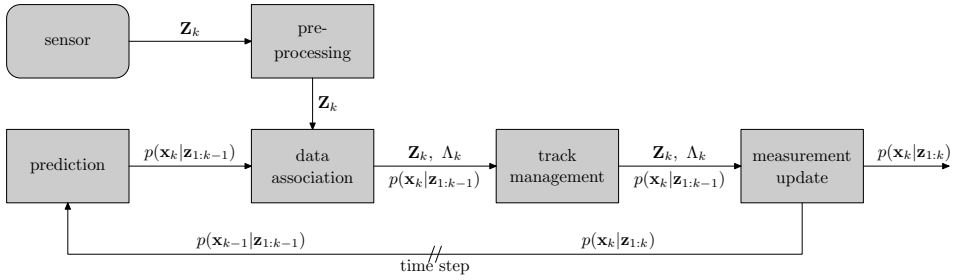 sensor
Z_k
pre-
processing
Z_k
prediction
p(x_k|z_{1:k−1})
data
association
Z_k, Λ_k
p(x_k|z_{1:k−1})
track
management
Z_k, Λ_k
p(x_k|z_{1:k−1})
measurement
update
p(x_k|z_{1:k})
p(x_{k−1}|z_{1:k−1})
p(x_k|z_{1:k})
time step